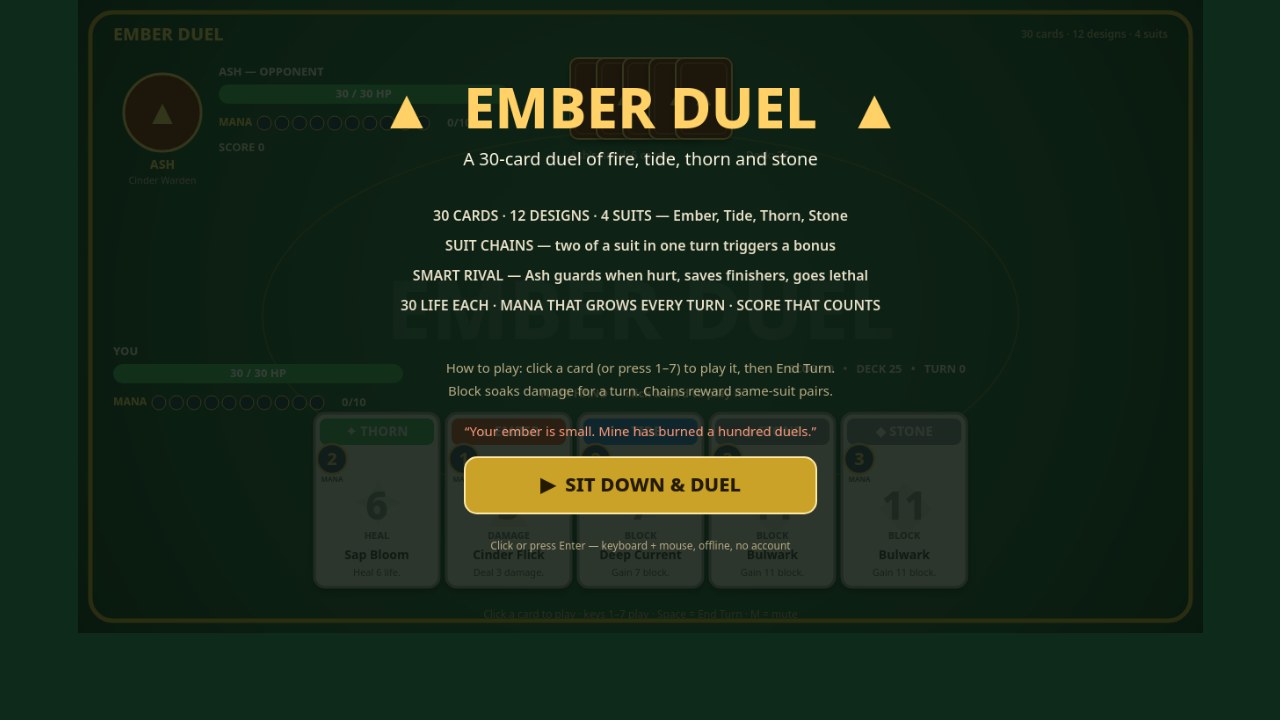 EMBER DUEL
30 cards · 12 designs · 4 suits
ASH — OPPONENT
30 / 30 HP
MANA
0/10
SCORE 0
ASH
Cinder Warden
▲ EMBER DUEL ▲
A 30-card duel of fire, tide, thorn and stone
30 CARDS · 12 DESIGNS · 4 SUITS — Ember, Tide, Thorn, Stone
SUIT CHAINS — two of a suit in one turn triggers a bonus
SMART RIVAL — Ash guards when hurt, saves finishers, goes lethal
30 LIFE EACH · MANA THAT GROWS EVERY TURN · SCORE THAT COUNTS
EMBER DUEL
YOU
30 / 30 HP
MANA
0/10
How to play: click a card (or press 1–7) to play it, then End Turn.
• DECK 25 • TURN 0
Block soaks damage for a turn. Chains reward same-suit pairs.
“Your ember is small. Mine has burned a hundred duels.”
▶ SIT DOWN & DUEL
Click or press Enter — keyboard + mouse, offline, no account
✦ THORN
2
MANA
6
HEAL
Sap Bloom
Heal 6 life.
DAMAGE
Cinder Flick
Deal 3 damage.
BLOCK
Deep Current
Gain 7 block.
BLOCK
Bulwark
Gain 11 block.
◆ STONE
3
MANA
11
BLOCK
Bulwark
Gain 11 block.
Click a card to play · keys 1–7 play · Space = End Turn · M = mute